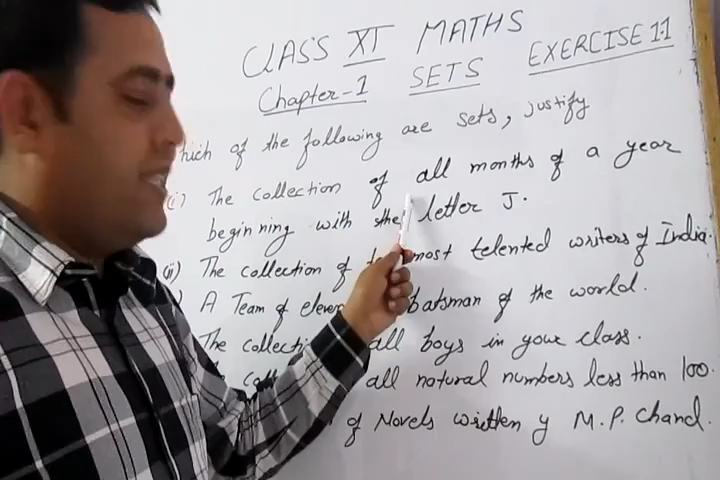 CLASS XI MATHS
Chapter-1 SETS EXERCISE 1.1
hich of the following are sets, justify
(i) The collection of all months of a year
beginning with the letter J.
(ii) The collection of most telented writers of India.
) A Team of eleven batsman of the world.
The collecti all boys in your class.
all natural numbers less than 100.
of Novels written y M.P. Chand.